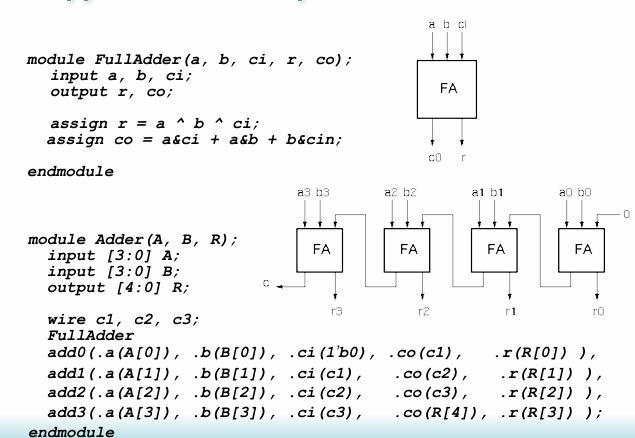 a b ci
module FullAdder(a, b, ci, r, co);
input a, b, ci;
output r, co;
FA
assign r = a ^ b ^ ci;
assign co = a&ci + a&b + b&cin;
c0 r
endmodule
a3 b3 a2 b2 a1 b1 a0 b0
0
module Adder(A, B, R);
input [3:0] A;
FA FA FA FA
input [3:0] B;
output [4:0] R;
c
r3 r2 r1 r0
wire c1, c2, c3;
FullAdder
add0(.a(A[0]), .b(B[0]), .ci(1'b0), .co(c1), .r(R[0]) ),
add1(.a(A[1]), .b(B[1]), .ci(c1), .co(c2), .r(R[1]) ),
add2(.a(A[2]), .b(B[2]), .ci(c2), .co(c3), .r(R[2]) ),
add3(.a(A[3]), .b(B[3]), .ci(c3), .co(R[4]), .r(R[3]) );
endmodule